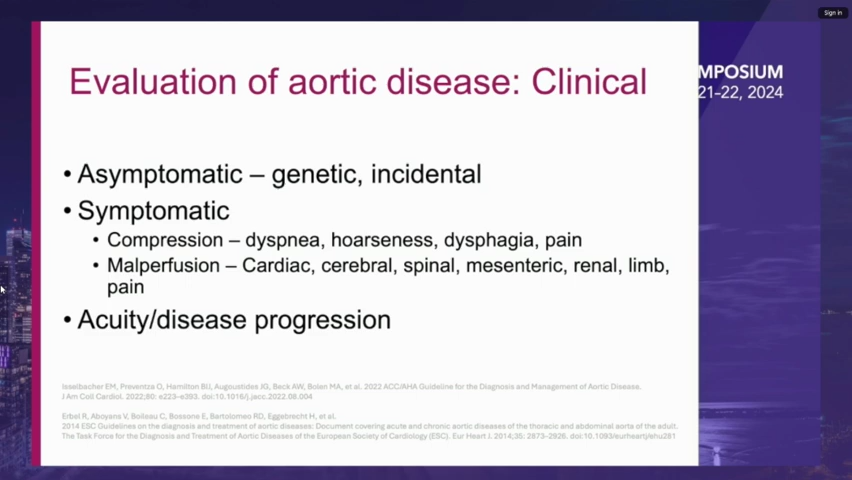 Sign in
MPOSIUM
21-22, 2024
Evaluation of aortic disease: Clinical
• Asymptomatic – genetic, incidental
• Symptomatic
• Compression – dyspnea, hoarseness, dysphagia, pain
• Malperfusion – Cardiac, cerebral, spinal, mesenteric, renal, limb,
pain
• Acuity/disease progression
Isselbacher EM, Preventza O, Hamilton BlJ, Augoustides JG, Beck AW, Bolen MA, et al. 2022 ACC/AHA Guideline for the Diagnosis and Management of Aortic Disease.
J Am Coll Cardiol. 2022;80: e223–e393. doi:10.1016/j.jacc.2022.08.004
Erbel R, Aboyans V, Boileau C, Bossone E, Bartolomeo RD, Eggebrecht H, et al.
2014 ESC Guidelines on the diagnosis and treatment of aortic diseases: Document covering acute and chronic aortic diseases of the thoracic and abdominal aorta of the adult.
The Task Force for the Diagnosis and Treatment of Aortic Diseases of the European Society of Cardiology (ESC). Eur Heart J. 2014;35: 2873–2926. doi:10.1093/eurheartj/ehu281